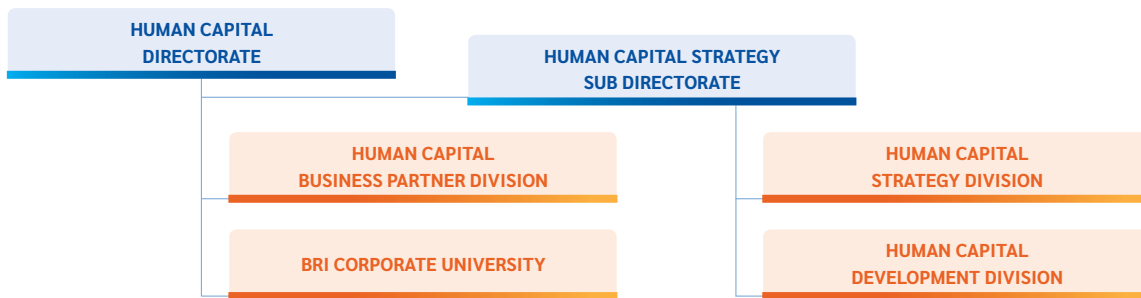 HUMAN CAPITAL
DIRECTORATE
HUMAN CAPITAL STRATEGY
SUB DIRECTORATE
HUMAN CAPITAL
BUSINESS PARTNER DIVISION
HUMAN CAPITAL
STRATEGY DIVISION
BRI CORPORATE UNIVERSITY
HUMAN CAPITAL
DEVELOPMENT DIVISION